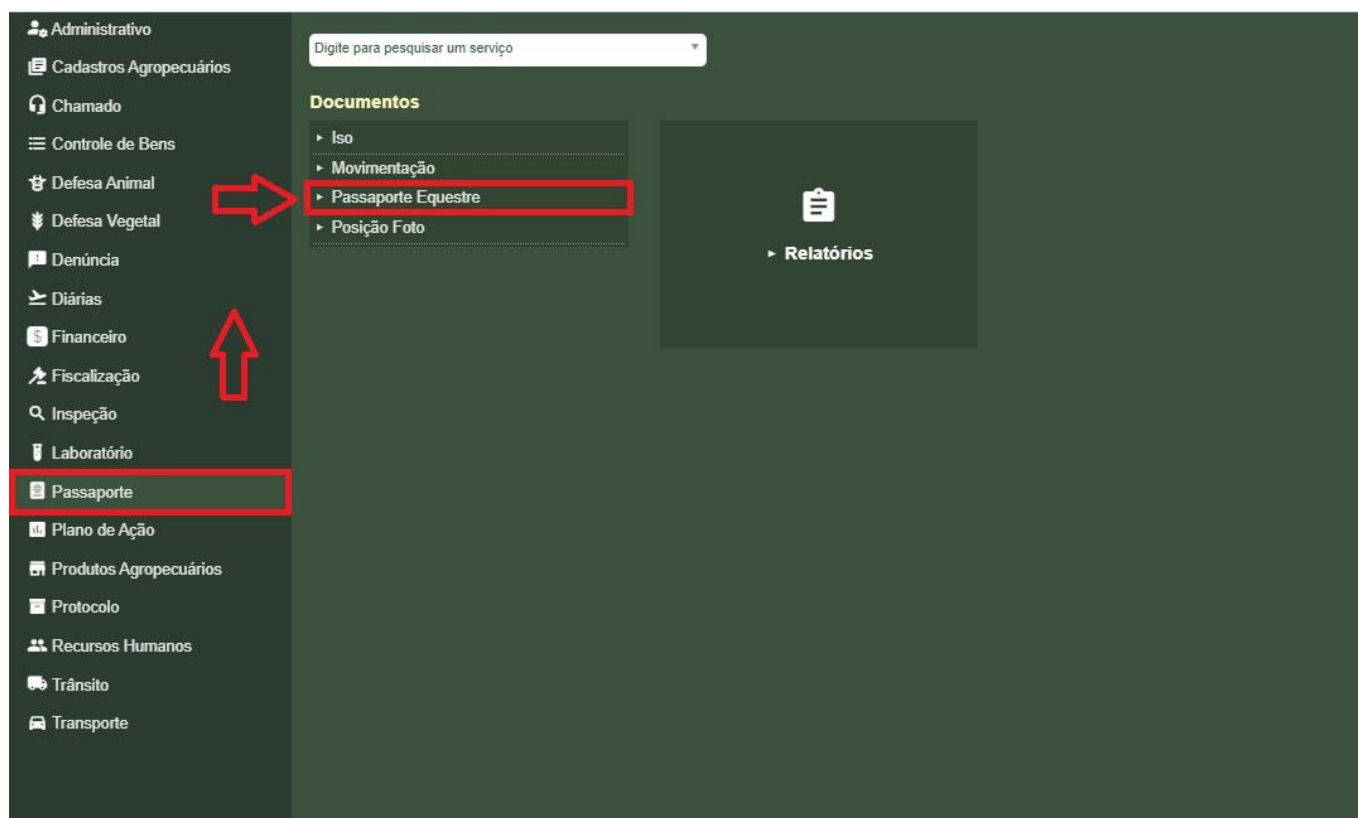 Administrativo
Cadastros Agropecuários
Chamado
Controle de Bens
Defesa Animal
Defesa Vegetal
Denúncia
Diárias
Financeiro
Fiscalização
Inspeção
Laboratório
Passaporte
Plano de Ação
Produtos Agropecuários
Protocolo
Recursos Humanos
Trânsito
Transporte
Digite para pesquisar um serviço
Documentos
Iso
Movimentação
Passaporte Equestre
Posição Foto
Relatórios